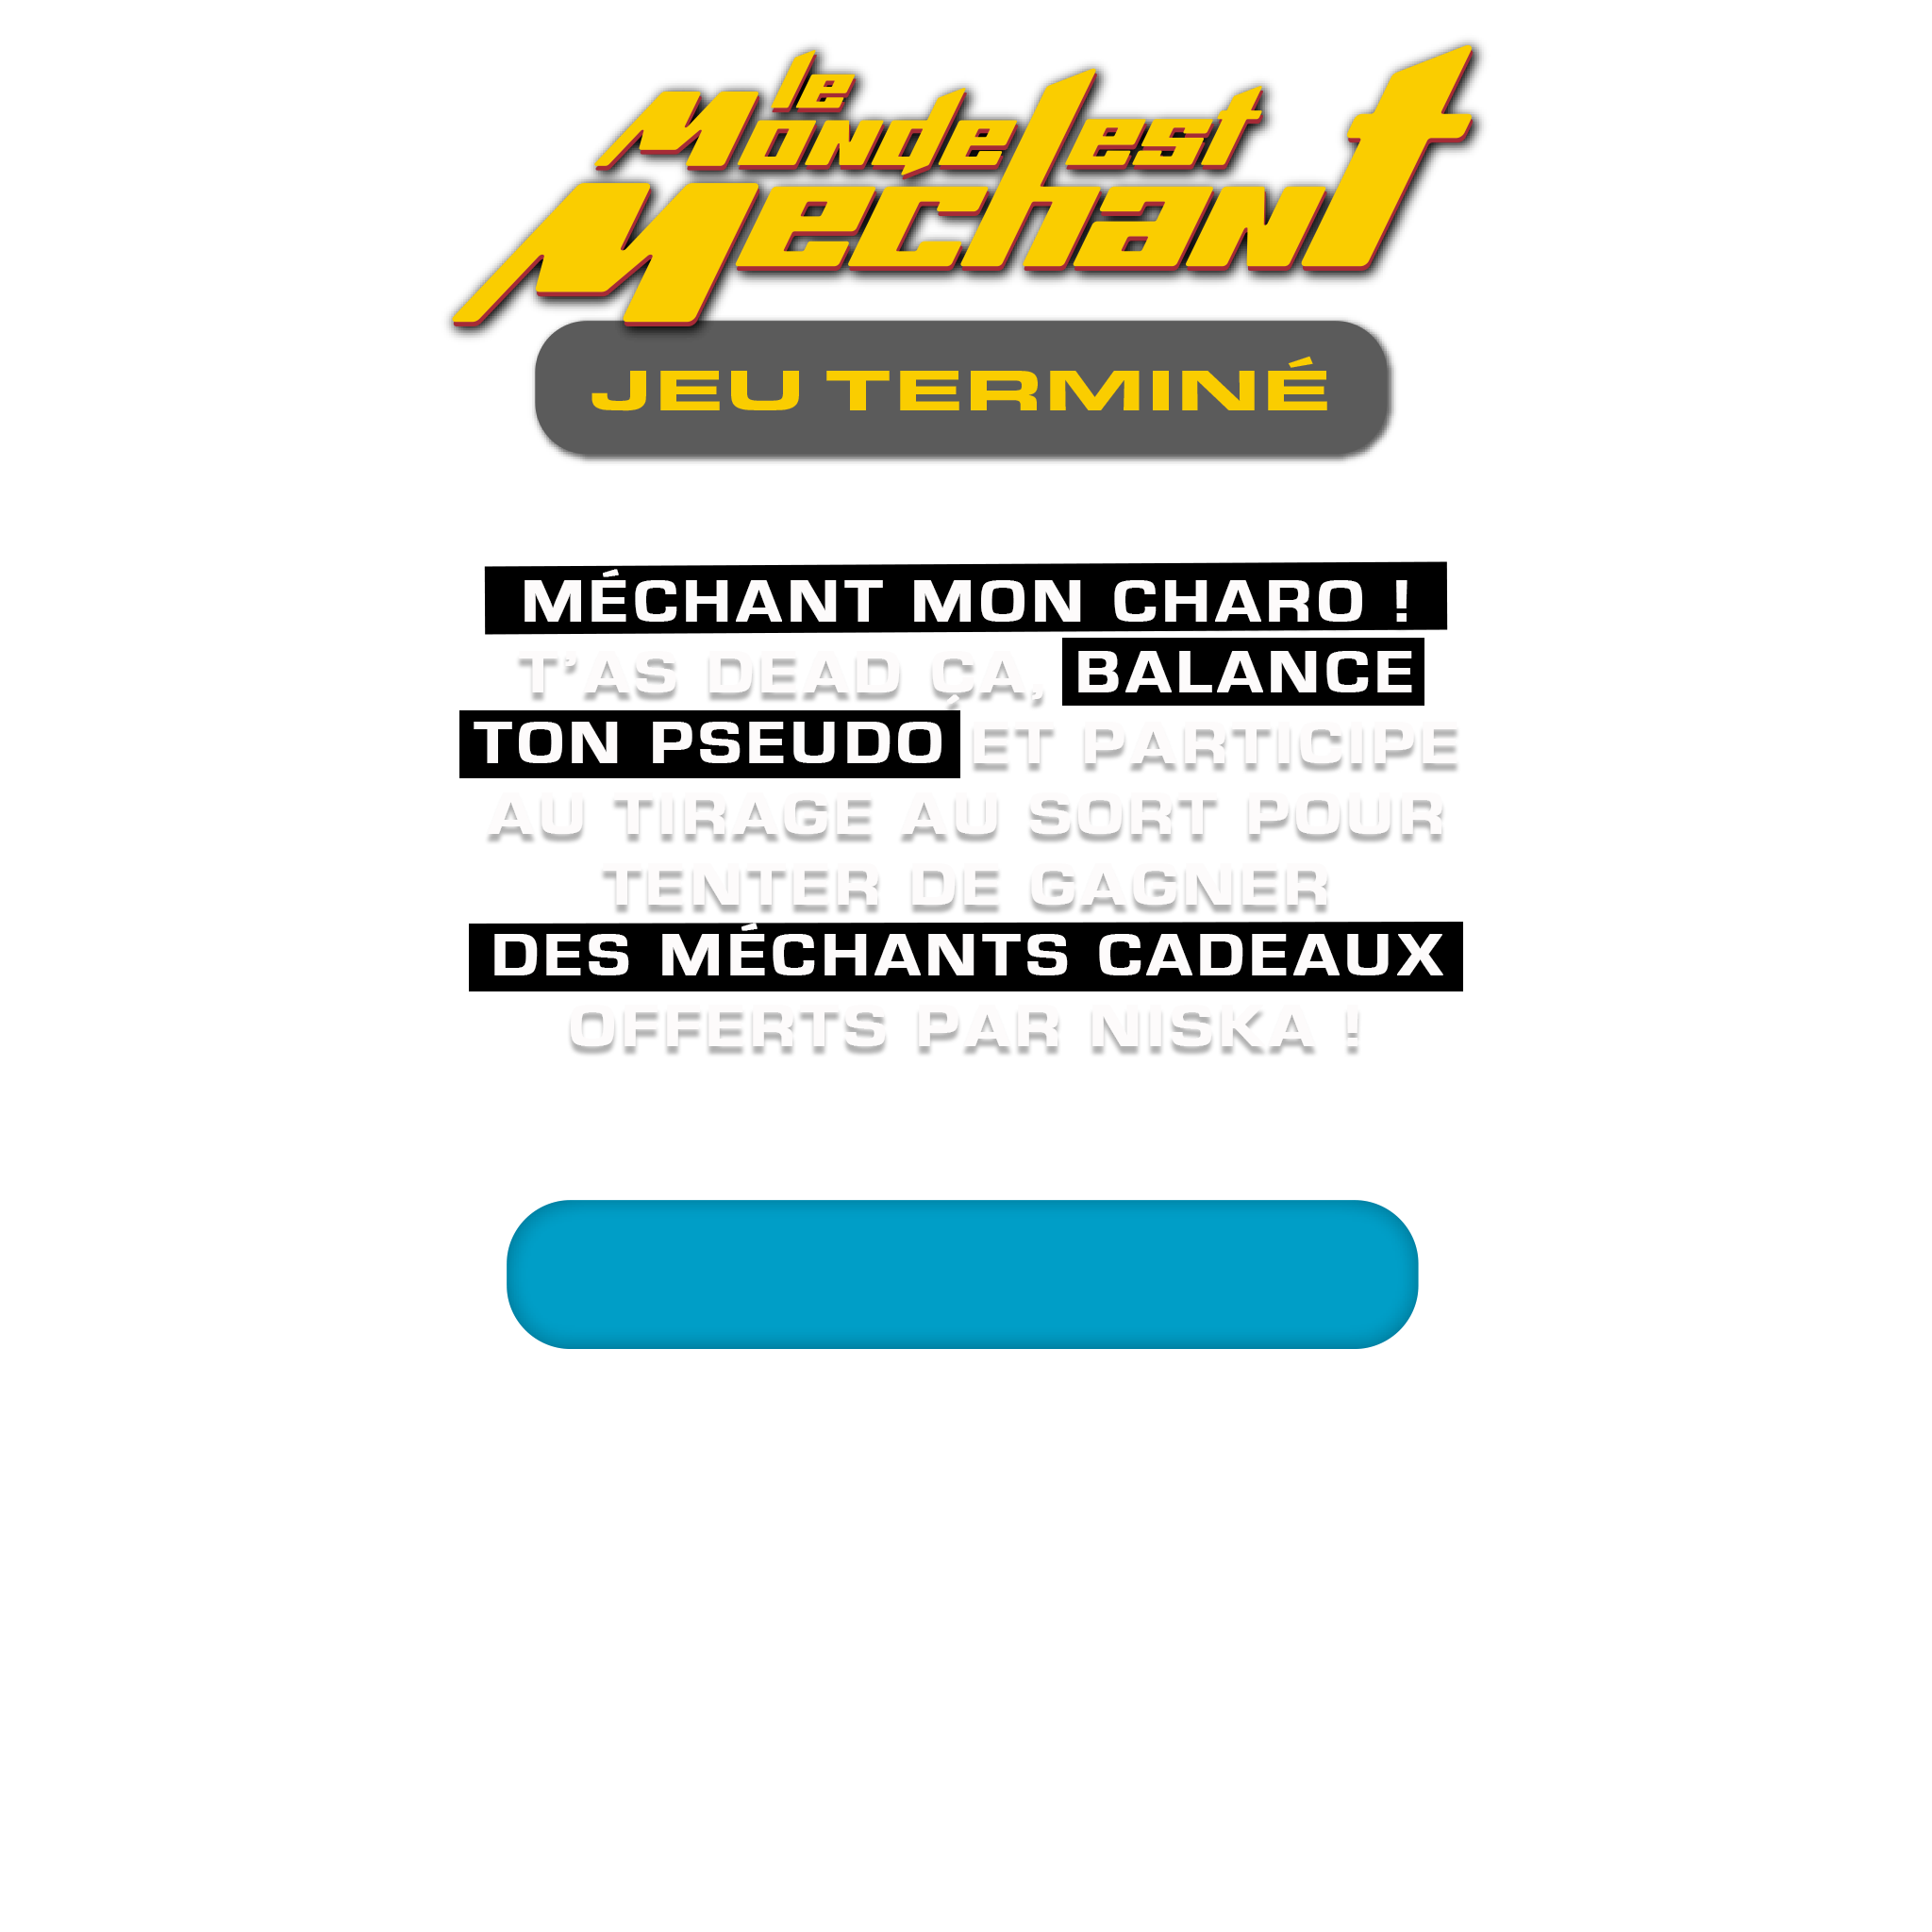 le
Monde est
Mechant
JEU TERMINÉ
MÉCHANT MON CHARO !
T'AS DEAD ÇA, BALANCE
TON PSEUDO ET PARTICIPE
AU TIRAGE AU SORT POUR
TENTER DE GAGNER
DES MÉCHANTS CADEAUX
OFFERTS PAR NISKA !